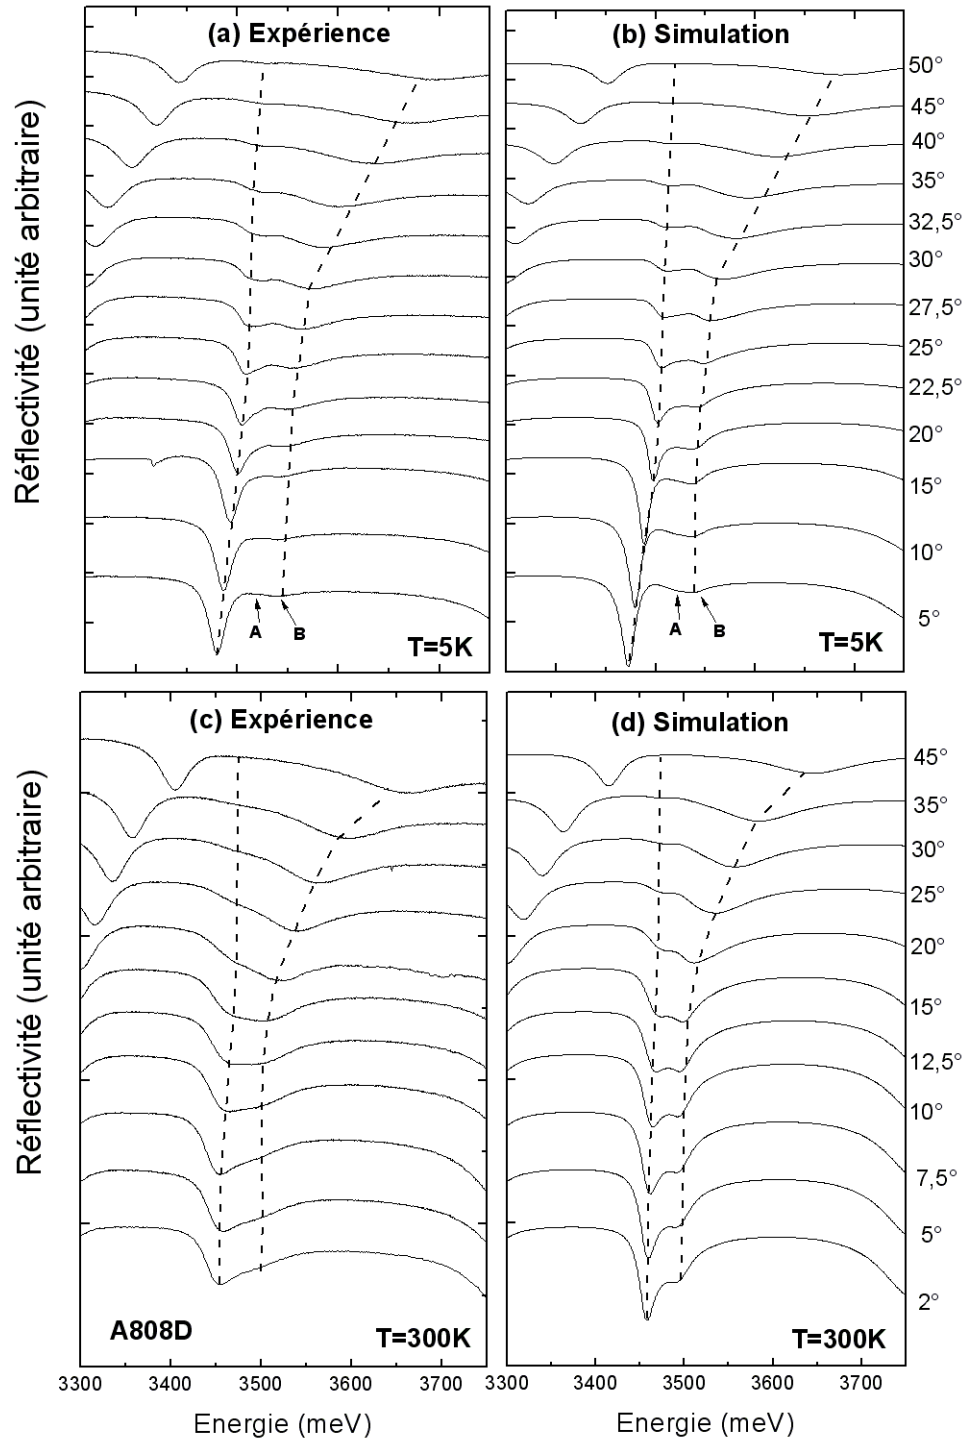 (a) Expérience
(b) Simulation
Réflectivité (unité arbitraire)
50°
45°
40°
35°
32,5°
30°
27,5°
25°
22,5°
20°
15°
10°
5°
A
B
A
B
T=5K
T=5K
(c) Expérience
(d) Simulation
Réflectivité (unité arbitraire)
45°
35°
30°
25°
20°
15°
12,5°
10°
7,5°
5°
2°
A808D
T=300K
T=300K
3300 3400 3500 3600 3700
3300 3400 3500 3600 3700
Energie (meV)
Energie (meV)